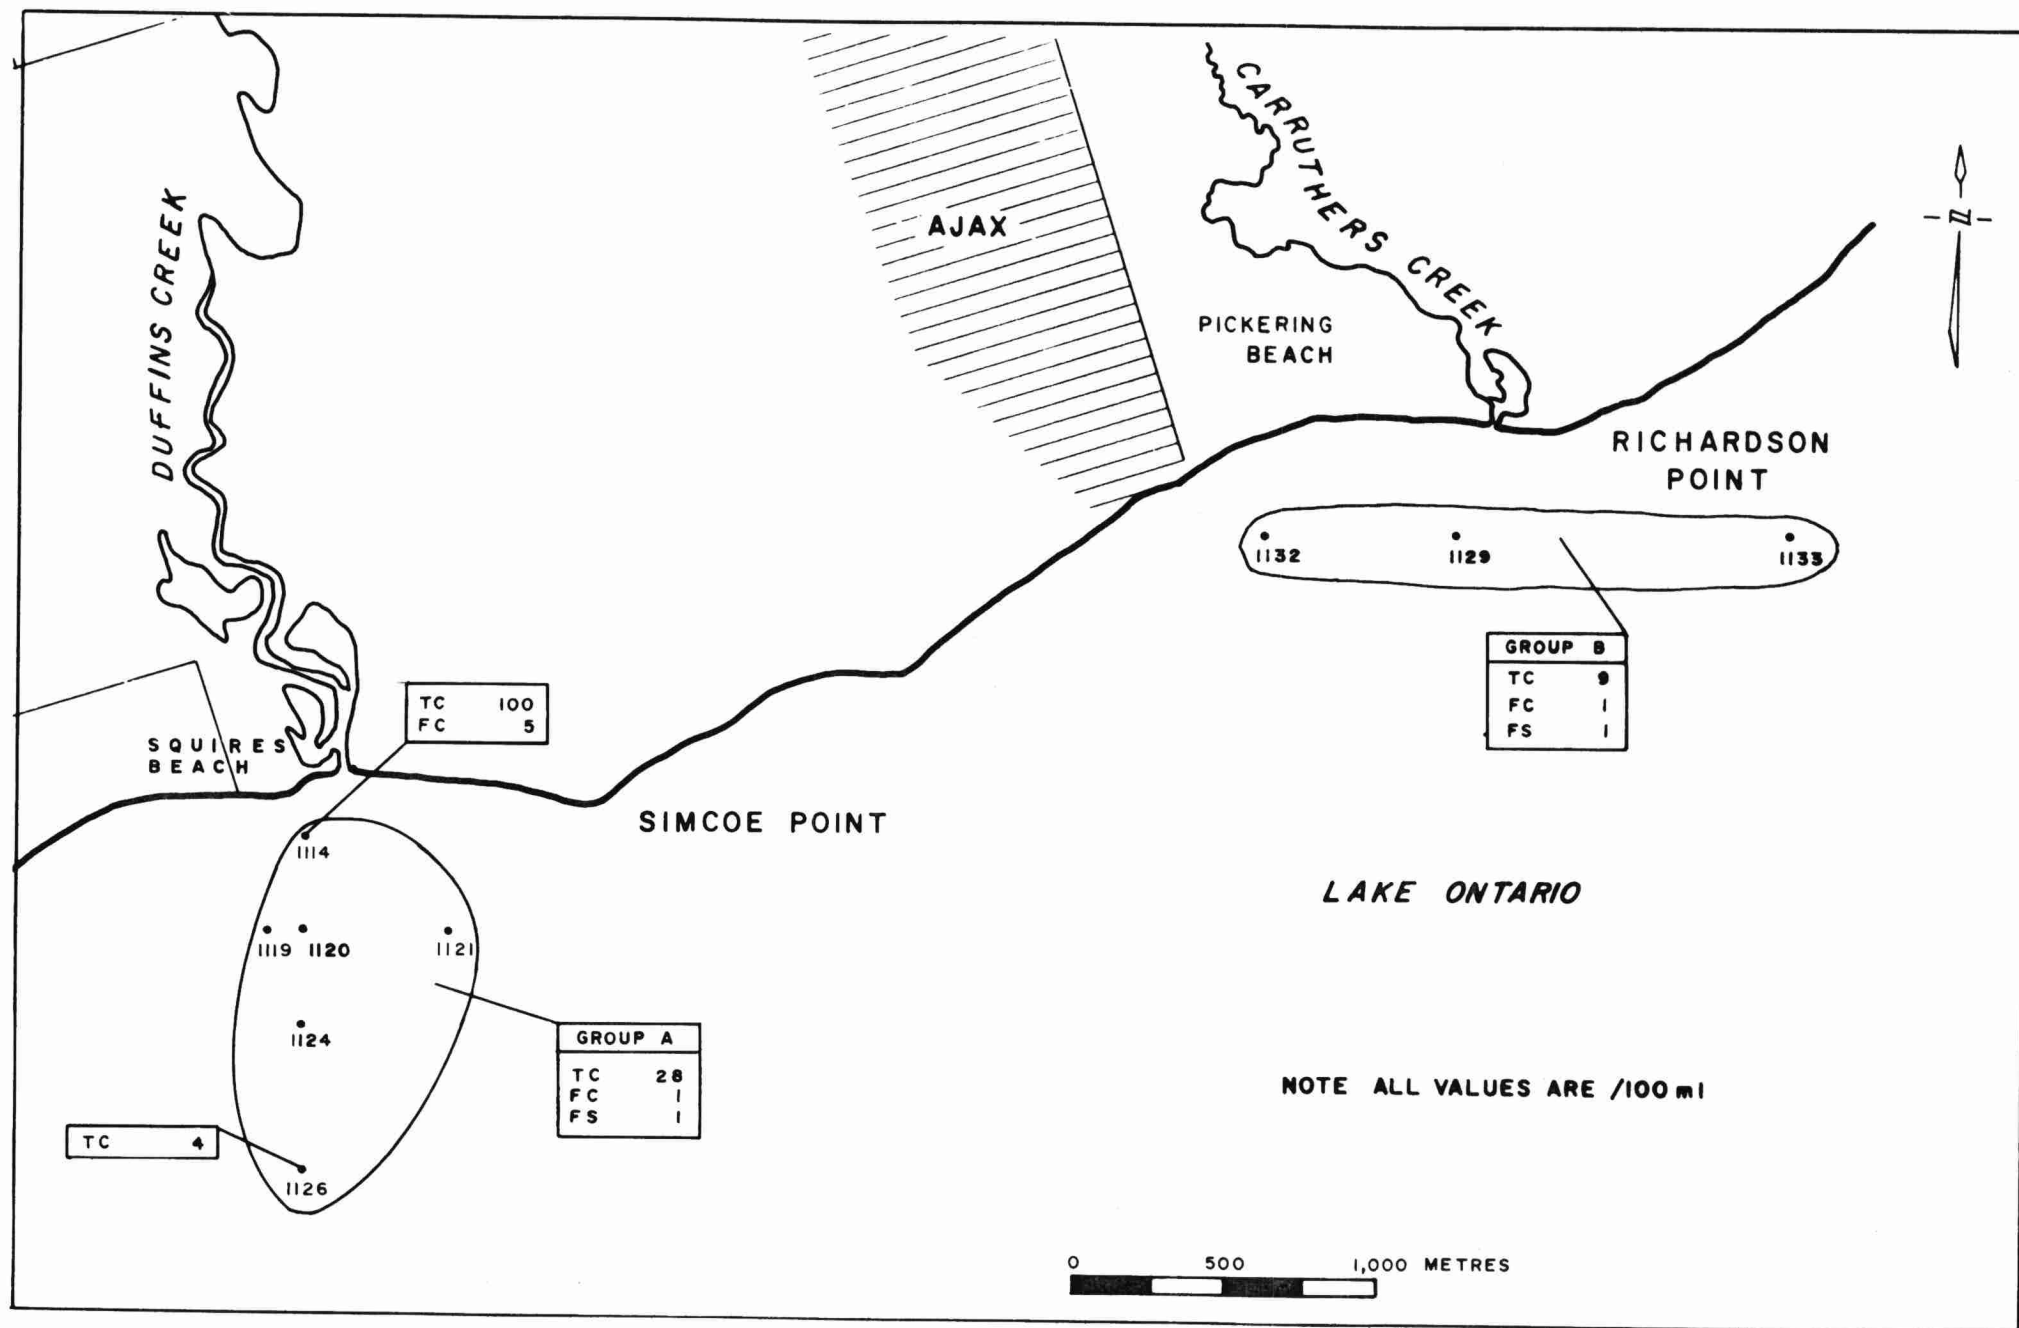 CARRUTHERS CREEK
DUFFINS CREEK
AJAX
N
PICKERING
BEACH
RICHARDSON
POINT
1132
1129
1133
GROUP B
TC 9
FC 1
FS 1
TC 100
FC 5
SQUIRES
BEACH
SIMCOE POINT
1114
LAKE ONTARIO
1119
1120
1121
1124
GROUP A
TC 28
FC 1
FS 1
NOTE ALL VALUES ARE /100 ml
TC 4
1126
0 500 1,000 METRES